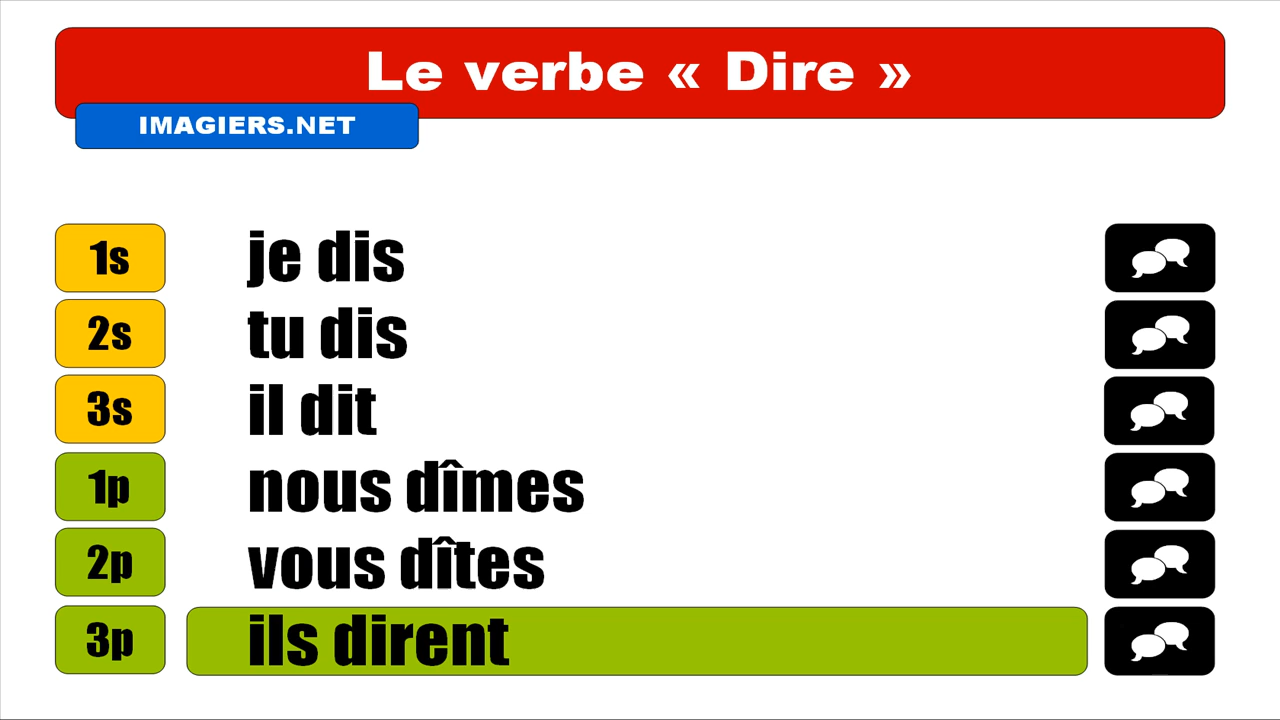 Le verbe « Dire »
IMAGIERS.NET
1s je dis
2s tu dis
3s il dit
1p nous dîmes
2p vous dîtes
3p ils dirent